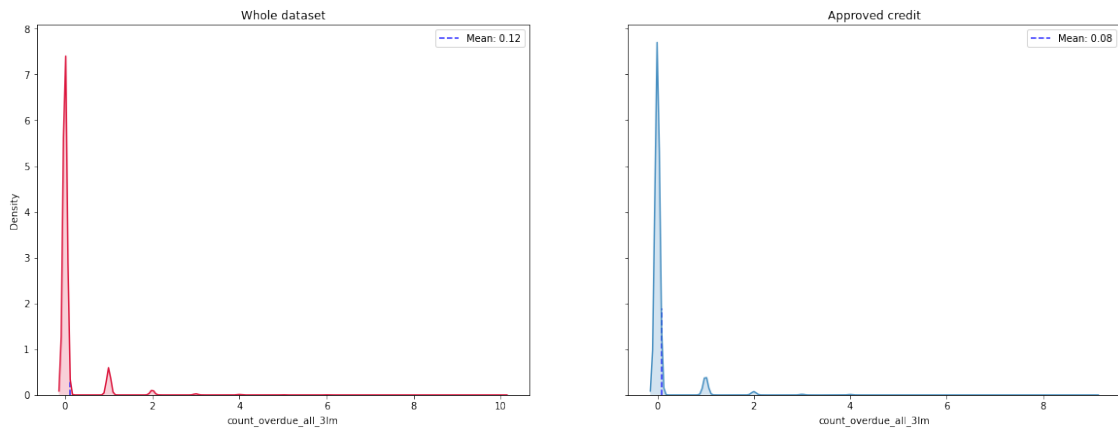 Whole dataset
Approved credit
Mean: 0.12
Mean: 0.08
Density
8
7
6
5
4
3
2
1
0
0 2 4 6 8 10
0 2 4 6 8
count_overdue_all_3lm
count_overdue_all_3lm